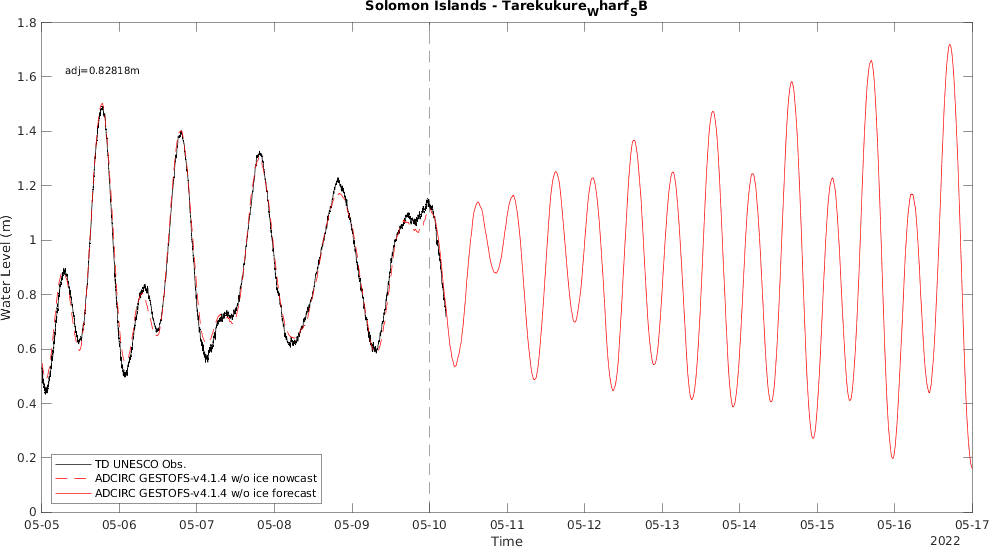 Solomon Islands - TarekukureWharfSB
adj=0.82818m
Water Level (m)
1.8
1.6
1.4
1.2
1
0.8
0.6
0.4
0.2
0
TD UNESCO Obs.
ADCIRC GESTOFS-v4.1.4 w/o ice nowcast
ADCIRC GESTOFS-v4.1.4 w/o ice forecast
05-05 05-06 05-07 05-08 05-09 05-10 05-11 05-12 05-13 05-14 05-15 05-16 05-17
Time
2022